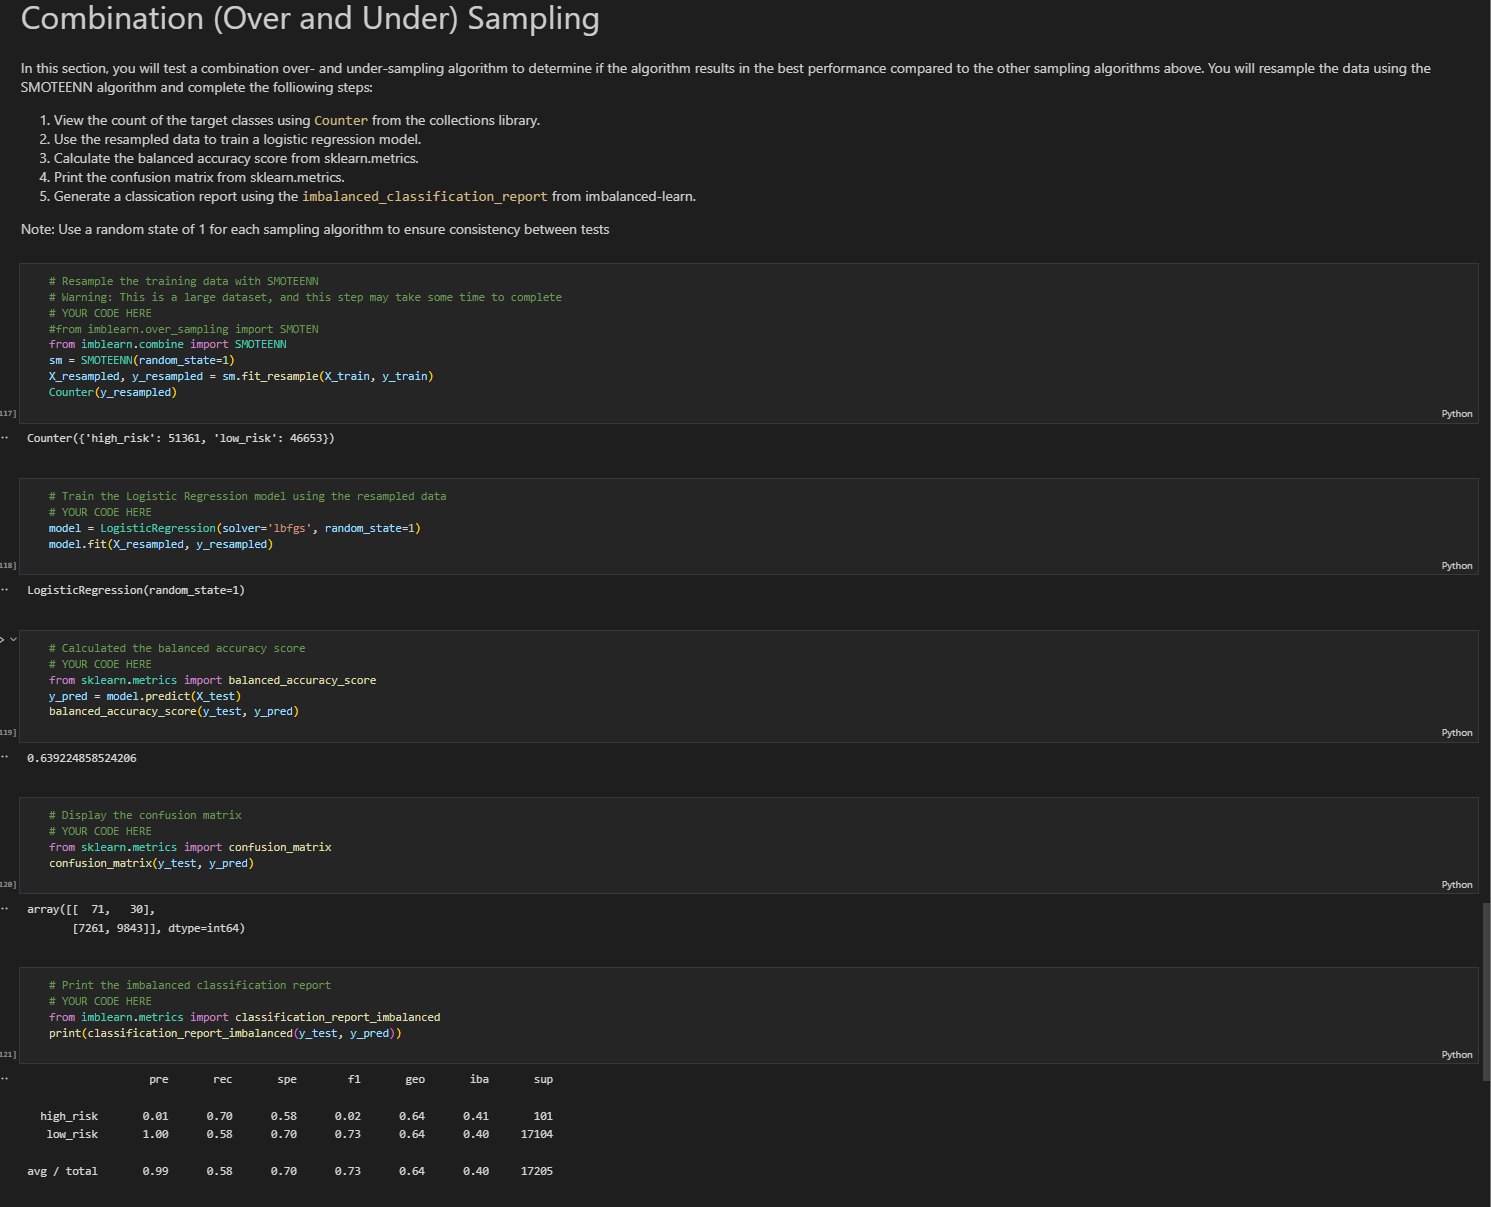 Combination (Over and Under) Sampling
In this section, you will test a combination over- and under-sampling algorithm to determine if the algorithm results in the best performance compared to the other sampling algorithms above. You will resample the data using the
SMOTEENN algorithm and complete the folliowing steps:
1. View the count of the target classes using Counter from the collections library.
2. Use the resampled data to train a logistic regression model.
3. Calculate the balanced accuracy score from sklearn.metrics.
4. Print the confusion matrix from sklearn.metrics.
5. Generate a classication report using the imbalanced_classification_report from imbalanced-learn.
Note: Use a random state of 1 for each sampling algorithm to ensure consistency between tests
# Resample the training data with SMOTEENN
# Warning: This is a large dataset, and this step may take some time to complete
# YOUR CODE HERE
#from imblearn.over_sampling import SMOTEN
from imblearn.combine import SMOTEENN
sm = SMOTEENN(random_state=1)
X_resampled, y_resampled = sm.fit_resample(X_train, y_train)
Counter(y_resampled)
117]
Python
Counter({'high_risk': 51361, 'low_risk': 46653})
# Train the Logistic Regression model using the resampled data
# YOUR CODE HERE
model = LogisticRegression(solver='lbfgs', random_state=1)
model.fit(X_resampled, y_resampled)
118]
Python
LogisticRegression(random_state=1)
# Calculated the balanced accuracy score
# YOUR CODE HERE
from sklearn.metrics import balanced_accuracy_score
y_pred = model.predict(X_test)
balanced_accuracy_score(y_test, y_pred)
119]
Python
0.639224858524206
# Display the confusion matrix
# YOUR CODE HERE
from sklearn.metrics import confusion_matrix
confusion_matrix(y_test, y_pred)
120]
Python
array([[  71,   30],
       [7261, 9843]], dtype=int64)
# Print the imbalanced classification report
# YOUR CODE HERE
from imblearn.metrics import classification_report_imbalanced
print(classification_report_imbalanced(y_test, y_pred))
121]
Python
pre rec spe f1 geo iba sup
high_risk 0.01 0.70 0.58 0.02 0.64 0.41 101
low_risk 1.00 0.58 0.70 0.73 0.64 0.40 17104
avg / total 0.99 0.58 0.70 0.73 0.64 0.40 17205